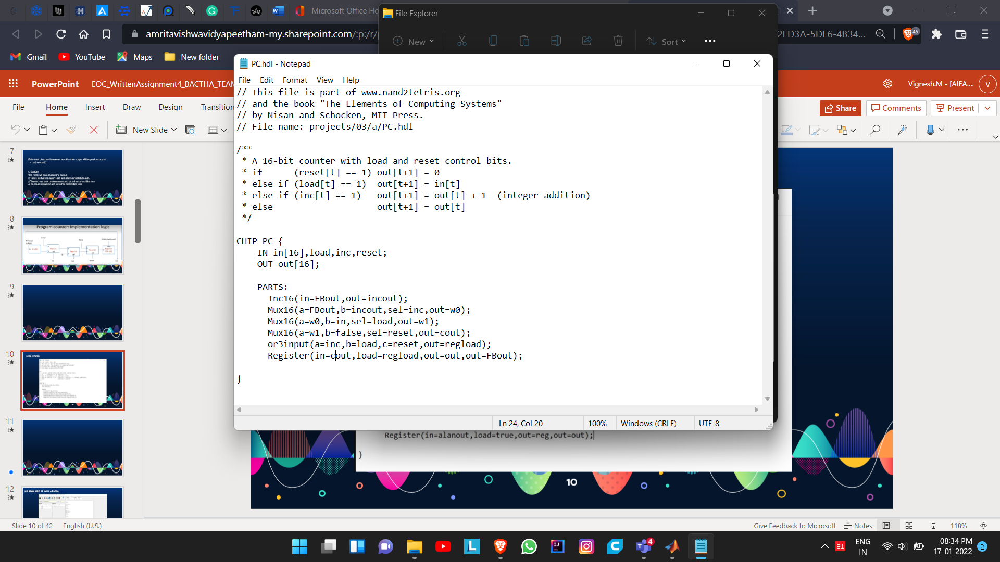 Microsoft Office Ho
File Explorer
amritavishwavidyapeetham-my.sharepoint.com/:p:/r/
New
Sort
2FD3A-5DF6-4B34...
45
Gmail
YouTube
Maps
New folder
PC.hdl - Notepad
PowerPoint
EOC_WrittenAssignment4_BACTHA_TEAM
Vignesh.M - [AIEA....
V
File
Edit
Format
View
Help
File
Home
Insert
Draw
Design
Transition
Share
Comments
Present
New Slide
// This file is part of www.nand2tetris.org
// and the book "The Elements of Computing Systems"
// by Nisan and Schocken, MIT Press.
// File name: projects/03/a/PC.hdl
/**
* A 16-bit counter with load and reset control bits.
* if (reset[t] == 1) out[t+1] = 0
* else if (load[t] == 1) out[t+1] = in[t]
* else if (inc[t] == 1) out[t+1] = out[t] + 1 (integer addition)
* else out[t+1] = out[t]
*/
CHIP PC {
IN in[16],load,inc,reset;
OUT out[16];
PARTS:
Inc16(in=FBout,out=incout);
Mux16(a=FBout,b=incout,sel=inc,out=w0);
Mux16(a=w0,b=in,sel=load,out=w1);
Mux16(a=w1,b=false,sel=reset,out=cout);
or3input(a=inc,b=load,c=reset,out=regload);
Register(in=cout,load=regload,out=out,out=FBout);
}
Ln 24, Col 20
100%
Windows (CRLF)
UTF-8
Register(in=alanout,load=true,out=reg,out=out);
}
10
7
USAGE:
8
Program counter: Implementation logic
9
10
HDL CODE:
11
12
HARDWARE STIMULATION:
Slide 10 of 42
English (U.S.)
Give Feedback to Microsoft
Notes
118%
4
81
ENG
IN
08:34 PM
17-01-2022
2